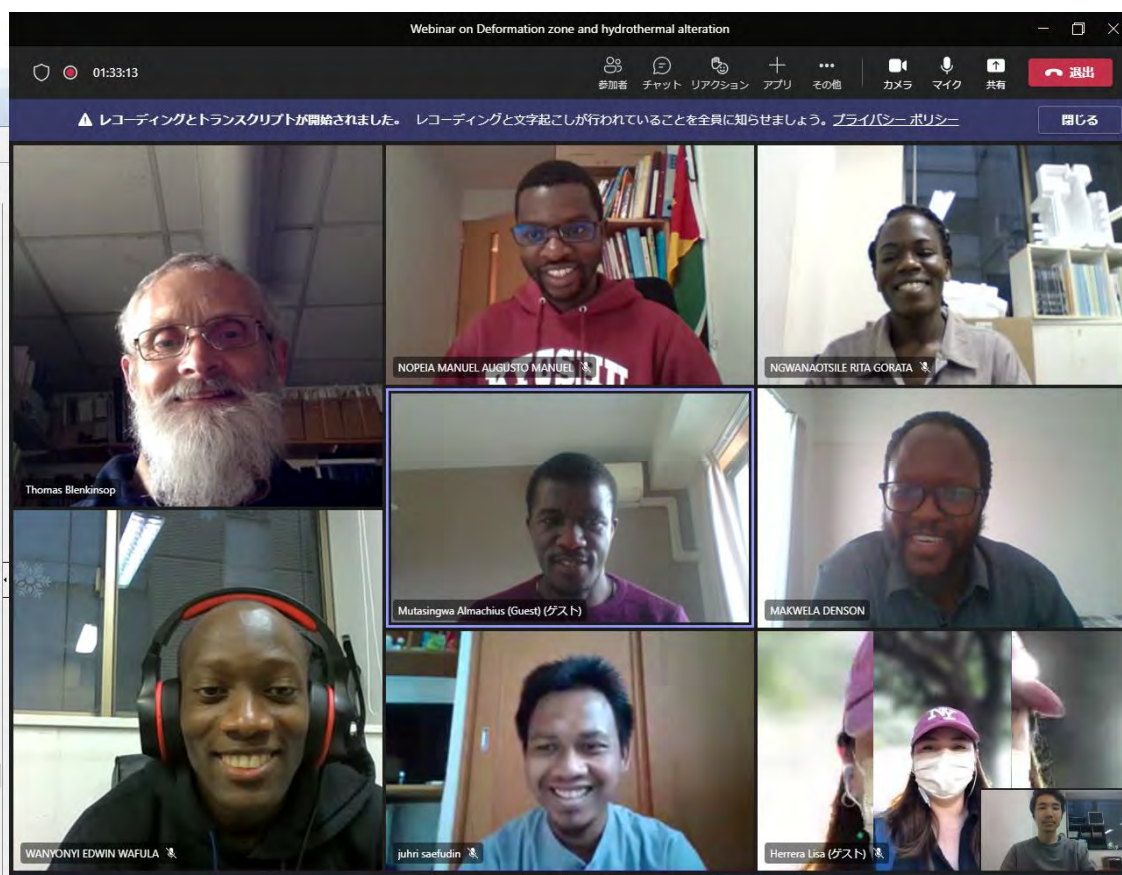 Webinar on Deformation zone and hydrothermal alteration
01:33:13
参加者 チャット リアクション アプリ その他 カメラ マイク 共有 退出
レコーディングとトランスクリプトが開始されました。 レコーディングと文字起こしが行われていることを全員に知らせましょう。プライバシー ポリシー 閉じる
NOPEIA MANUEL AUGUSTO MANUEL
KYUSHU
NGWANAOTSILE RITA GORATA
Thomas Blenkinsop
Mutasingwa Almachius (Guest) (ゲスト)
MAKWELA DENSON
NY
WANYONYI EDWIN WAFULA
juhri saefudin
Herrera Lisa (ゲスト)